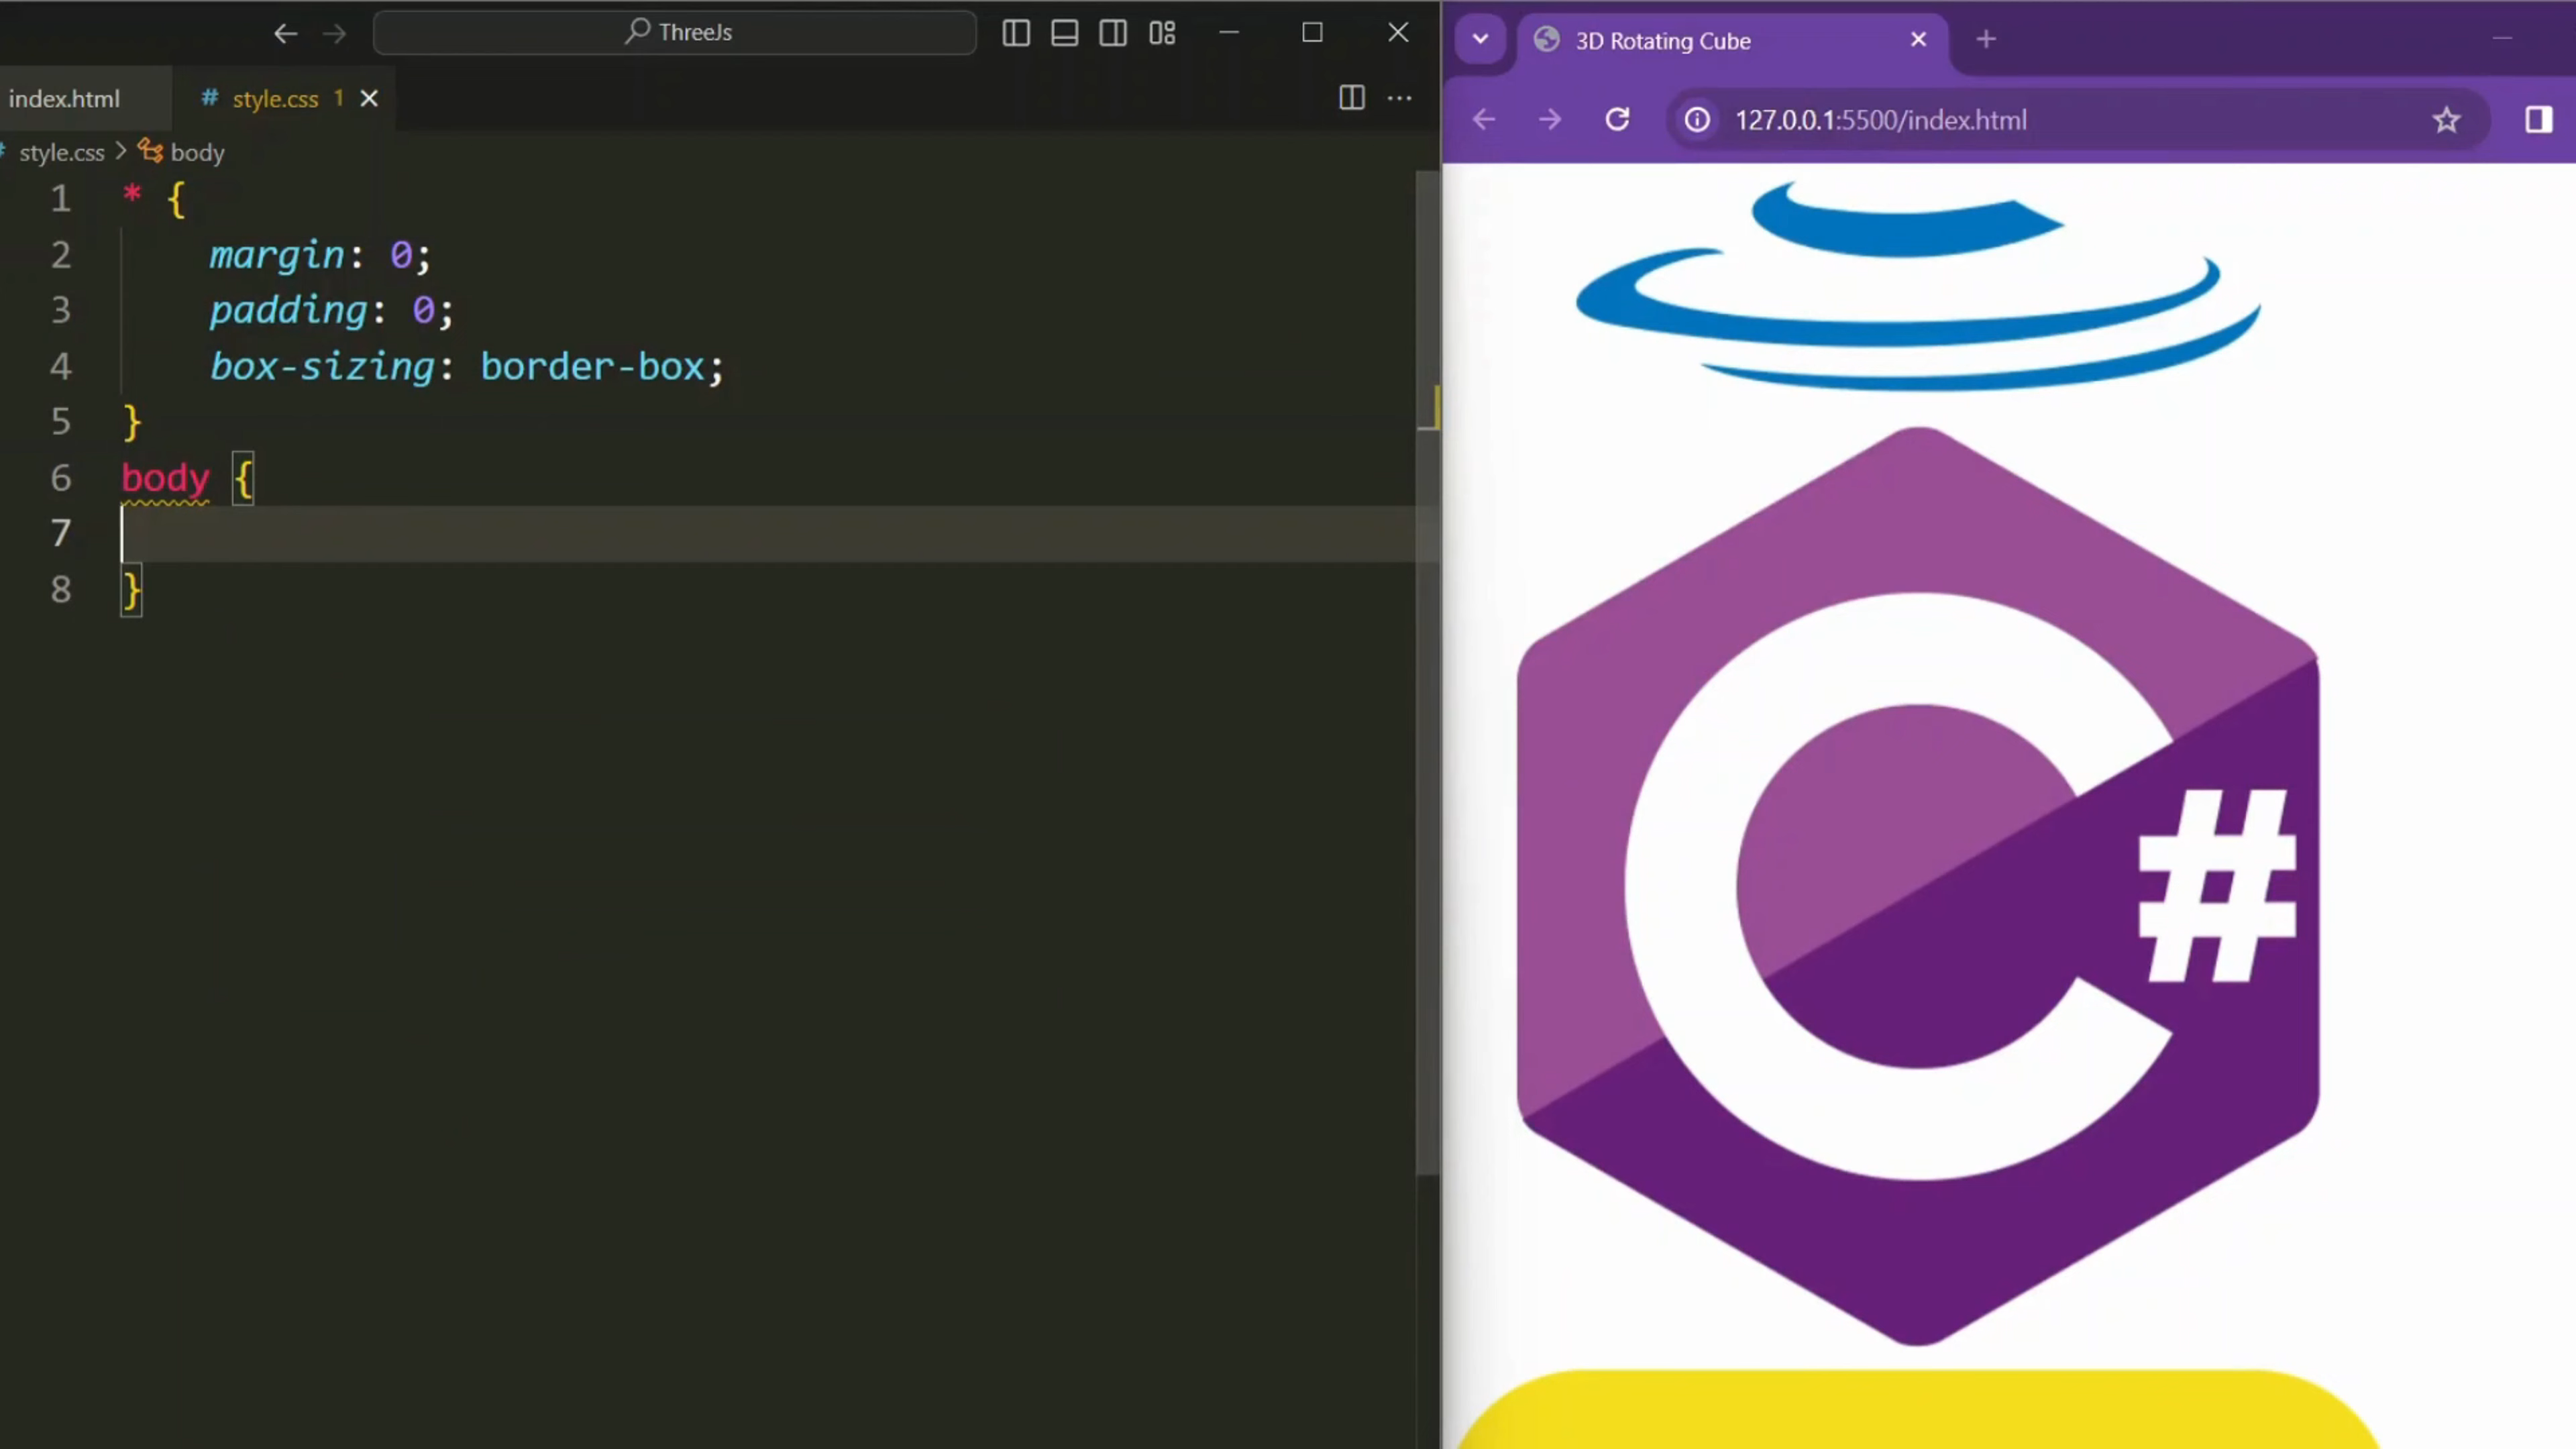 ThreeJs
index.html
# style.css 1
style.css > body
1 * {
2 margin: 0;
3 padding: 0;
4 box-sizing: border-box;
5 }
6 body {
7
8 }
3D Rotating Cube
127.0.0.1:5500/index.html
C#